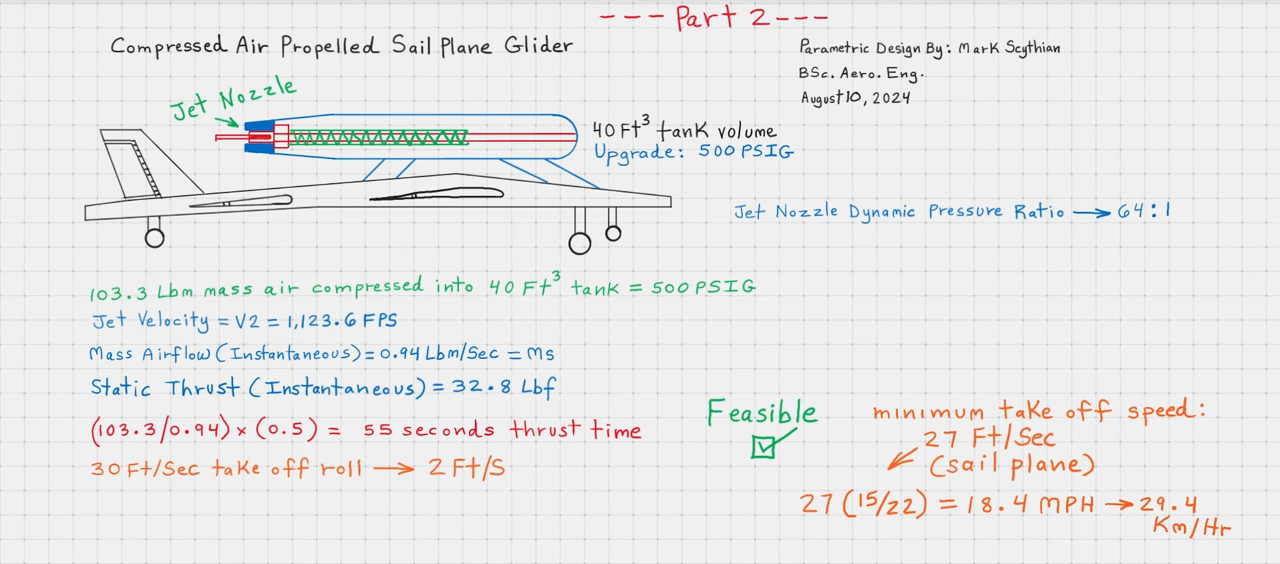 --- Part 2 ---
Compressed Air Propelled Sail Plane Glider
Parametric Design By: Mark Scythian
BSc. Aero. Eng.
August 10, 2024
Jet Nozzle
40 Ft³ tank volume
Upgrade: 500 PSIG
Jet Nozzle Dynamic Pressure Ratio → 64:1
103.3 Lbm mass air compressed into 40 Ft³ tank = 500 PSIG
Jet Velocity = V2 = 1,123.6 FPS
Mass Airflow (Instantaneous) = 0.94 Lbm/Sec = ms
Static Thrust (Instantaneous) = 32.8 Lbf
(103.3/0.94) × (0.5) = 55 seconds thrust time
30 Ft/Sec take off roll → 2 Ft/S
Feasible
☑
minimum take off speed:
27 Ft/Sec
(sail plane)
27 (15/22) = 18.4 MPH → 29.4
Km/Hr